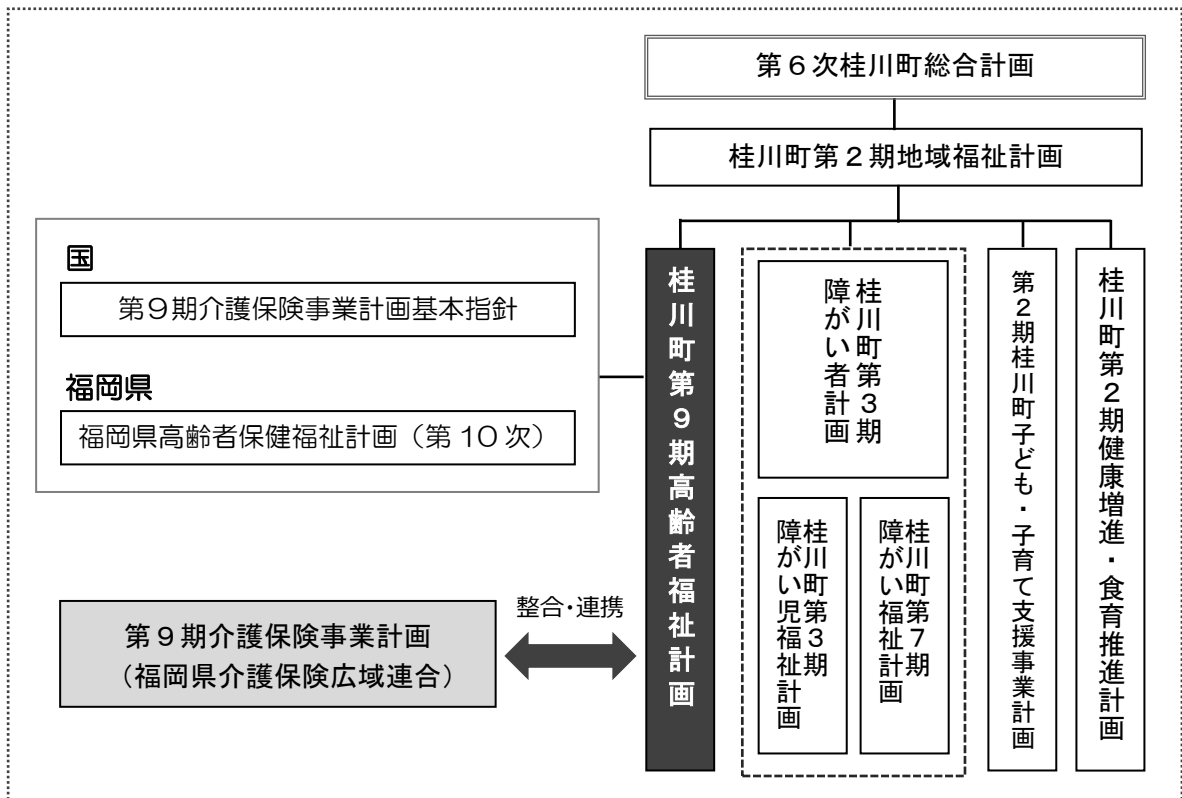 第6次桂川町総合計画
桂川町第2期地域福祉計画
国
第9期介護保険事業計画基本指針
福岡県
福岡県高齢者保健福祉計画（第10次）
第9期介護保険事業計画
（福岡県介護保険広域連合）
整合・連携
桂川町第9期高齢者福祉計画
桂川町第3期
障がい者計画
桂川町第3期
障がい児福祉計画
桂川町第7期
障がい福祉計画
第2期桂川町子ども・子育て支援事業計画
桂川町第2期健康増進・食育推進計画